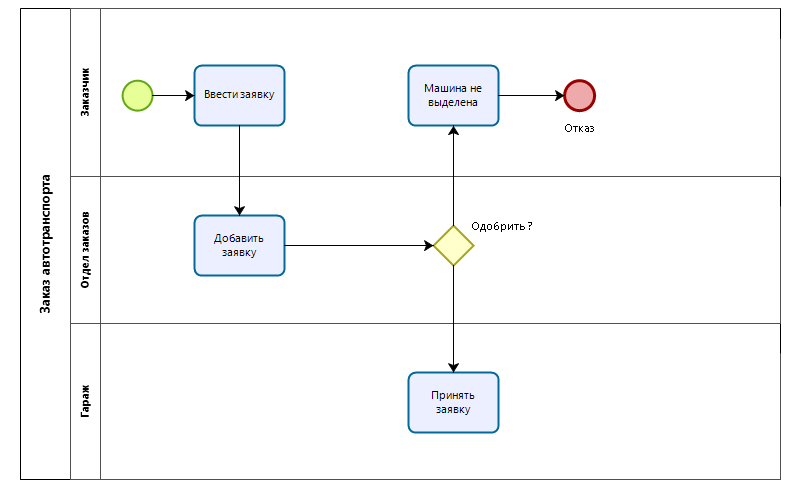 Заказ автотранспорта
Заказчик
Ввести заявку
Машина не
выделена
Отказ
Отдел заказов
Добавить
заявку
Одобрить ?
Гараж
Принять
заявку